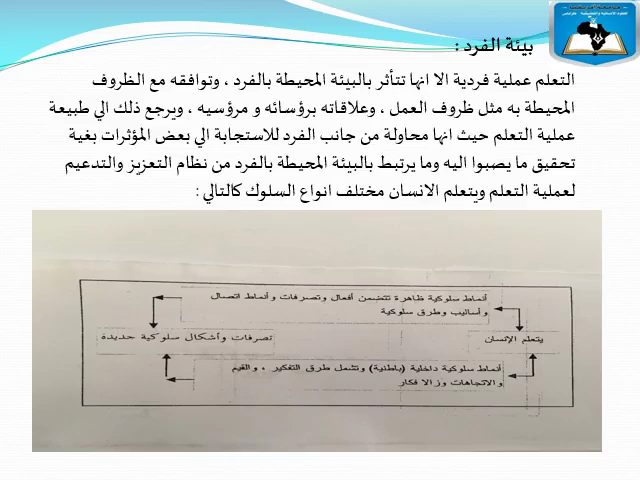 بيئة الفرد :
التعلم عملية فردية الا انها تتأثر بالبيئة المحيطة بالفرد ، وتوافقه مع الظروف
المحيطة به مثل ظروف العمل ، وعلاقاته برؤسائه و مرؤسيه ، ويرجع ذلك الي طبيعة
عملية التعلم حيث انها محاولة من جانب الفرد للاستجابة الي بعض المؤثرات بغية
تحقيق ما يصبوا اليه وما يرتبط بالبيئة المحيطة بالفرد من نظام التعزيز والتدعيم
لعملية التعلم ويتعلم الانسان مختلف انواع السلوك كالتالي :
أنماط سلوكية ظاهرة تتضمن أفعال وتصرفات وأنماط اتصال
وأساليب وطرق سلوكية
يتعلم الإنسان
تصرفات وأشكال سلوكية جديدة
أنماط سلوكية داخلية (باطنية) وتشمل طرق التفكير ، والقيم
والاتجاهات وزالافكار